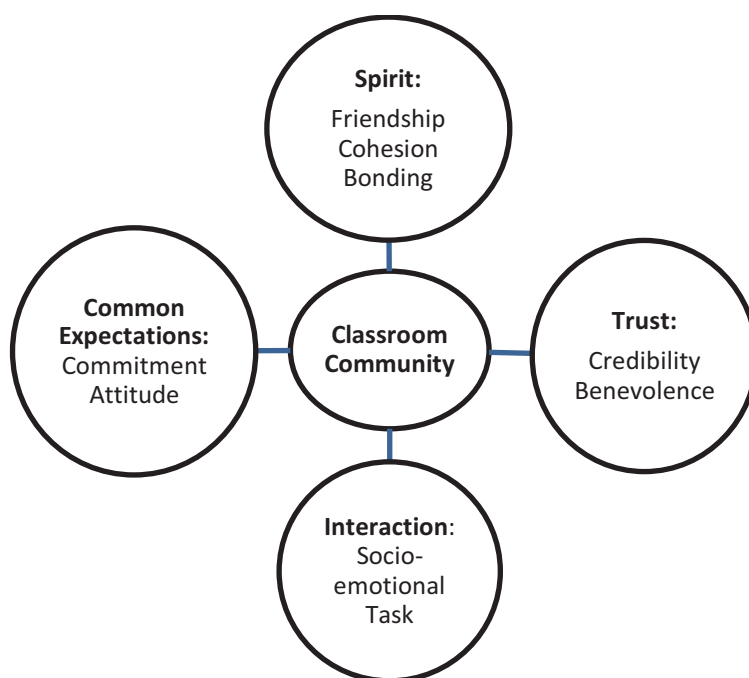 Spirit:
Friendship
Cohesion
Bonding
Common
Expectations:
Commitment
Attitude
Classroom
Community
Trust:
Credibility
Benevolence
Interaction:
Socio-
emotional
Task